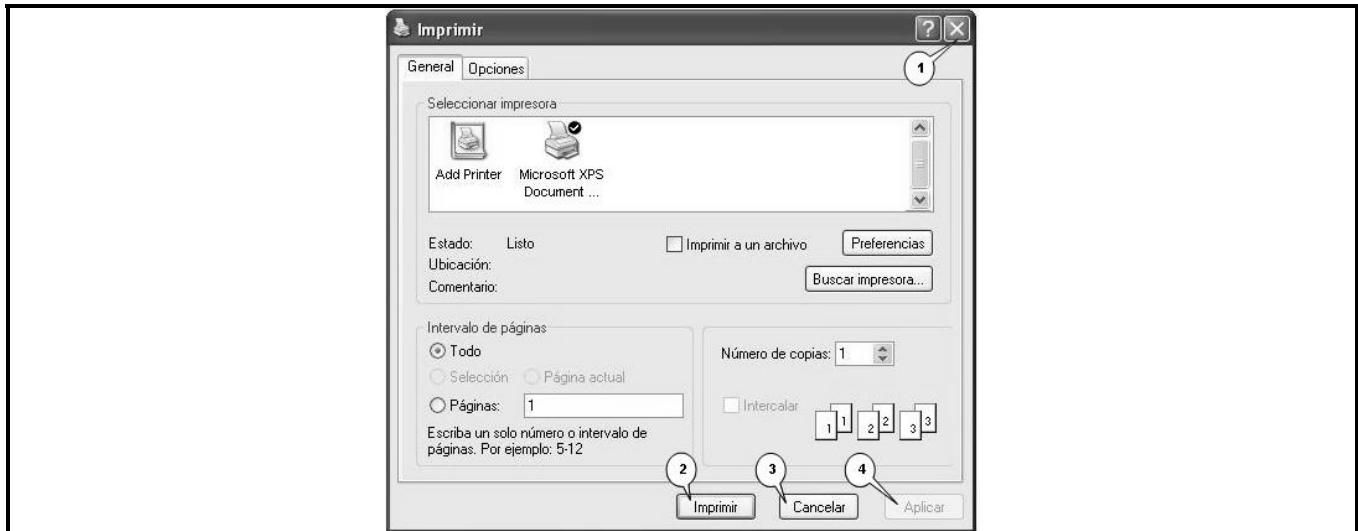 Imprimir
?
1
General Opciones
Seleccionar impresora
Add Printer
Microsoft XPS
Document ...
Estado: Listo
Imprimir a un archivo
Preferencias
Ubicación:
Buscar impresora...
Comentario:
Intervalo de páginas
Todo
Selección Página actual
Páginas: 1
Escriba un solo número o intervalo de
páginas. Por ejemplo: 5-12
Número de copias: 1
Intercalar
1 1 2 2 3 3
2 3 4
Imprimir Cancelar Aplicar